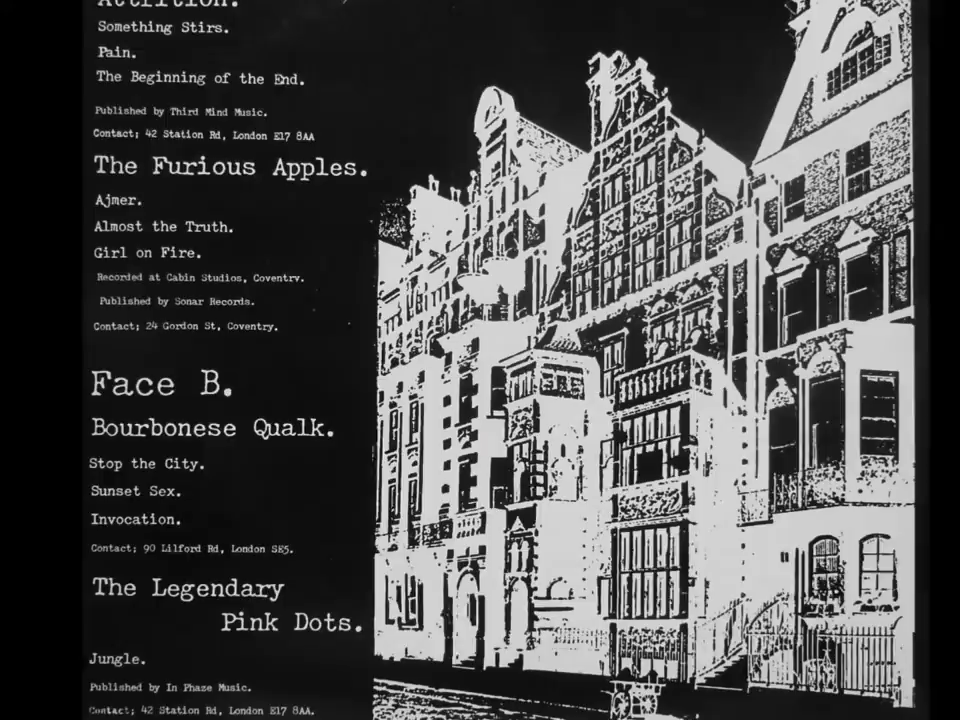 Attrition.
Something Stirs.
Pain.
The Beginning of the End.
Published by Third Mind Music.
Contact; 42 Station Rd, London E17 8AA
The Furious Apples.
Ajmer.
Almost the Truth.
Girl on Fire.
Recorded at Cabin Studios, Coventry.
Published by Sonar Records.
Contact; 24 Gordon St, Coventry.
Face B.
Bourbonese Qualk.
Stop the City.
Sunset Sex.
Invocation.
Contact; 90 Lilford Rd, London SE5.
The Legendary
Pink Dots.
Jungle.
Published by In Phaze Music.
Contact; 42 Station Rd, London E17 8AA.